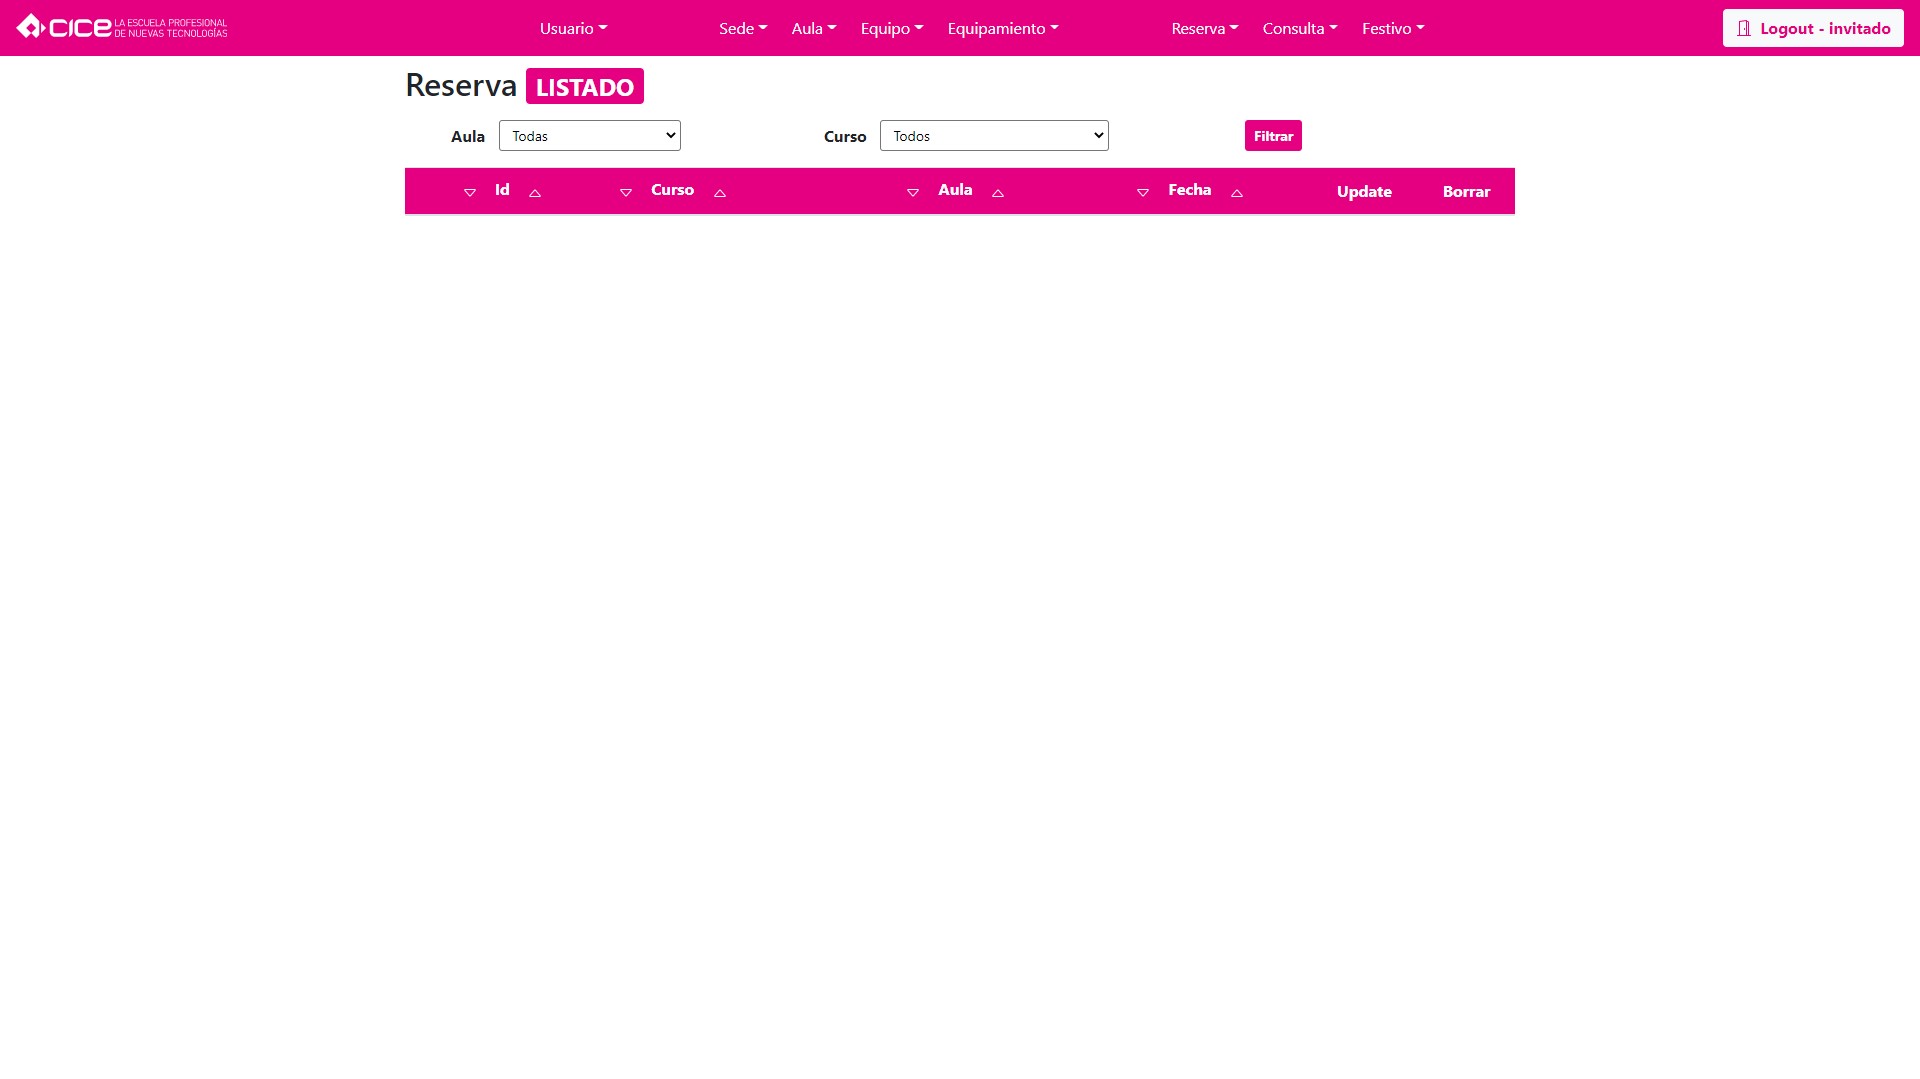 CICE LA ESCUELA PROFESIONAL
DE NUEVAS TECNOLOGÍAS
Usuario Sede Aula Equipo Equipamiento Reserva Consulta Festivo Logout - invitado
Reserva LISTADO
Aula Todas Curso Todos Filtrar
Id Curso Aula Fecha Update Borrar